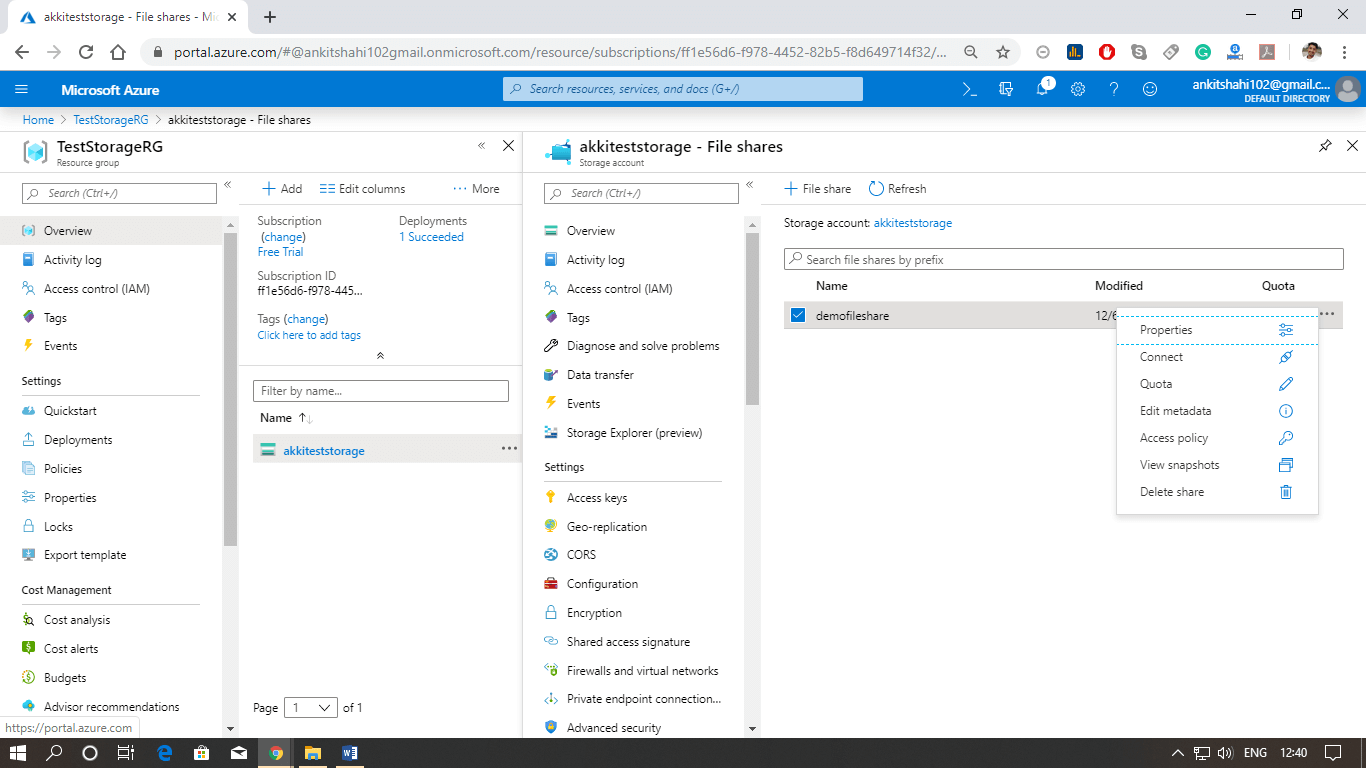 akkiteststorage - File shares - Mic
portal.azure.com/#@ankitshahi102gmail.onmicrosoft.com/resource/subscriptions/ff1e56d6-f978-4452-82b5-f8d649714f32/...
Microsoft Azure
Search resources, services, and docs (G+/)
1
ankitshahi102@gmail.c...
DEFAULT DIRECTORY
Home > TestStorageRG > akkiteststorage - File shares
TestStorageRG
Resource group
Search (Ctrl+/)
Overview
Activity log
Access control (IAM)
Tags
Events
Settings
Quickstart
Deployments
Policies
Properties
Locks
Export template
Cost Management
Cost analysis
Cost alerts
Budgets
Advisor recommendations
https://portal.azure.com
Add
Edit columns
More
Subscription
(change)
Free Trial
Deployments
1 Succeeded
Subscription ID
ff1e56d6-f978-445...
Tags (change)
Click here to add tags
Filter by name...
Name
akkiteststorage
Page 1 of 1
akkiteststorage - File shares
Storage account
Search (Ctrl+/)
Overview
Activity log
Access control (IAM)
Tags
Diagnose and solve problems
Data transfer
Events
Storage Explorer (preview)
Settings
Access keys
Geo-replication
CORS
Configuration
Encryption
Shared access signature
Firewalls and virtual networks
Private endpoint connection...
Advanced security
File share
Refresh
Storage account: akkiteststorage
Search file shares by prefix
Name Modified Quota
demofileshare 12/6
Properties
Connect
Quota
Edit metadata
Access policy
View snapshots
Delete share
ENG 12:40